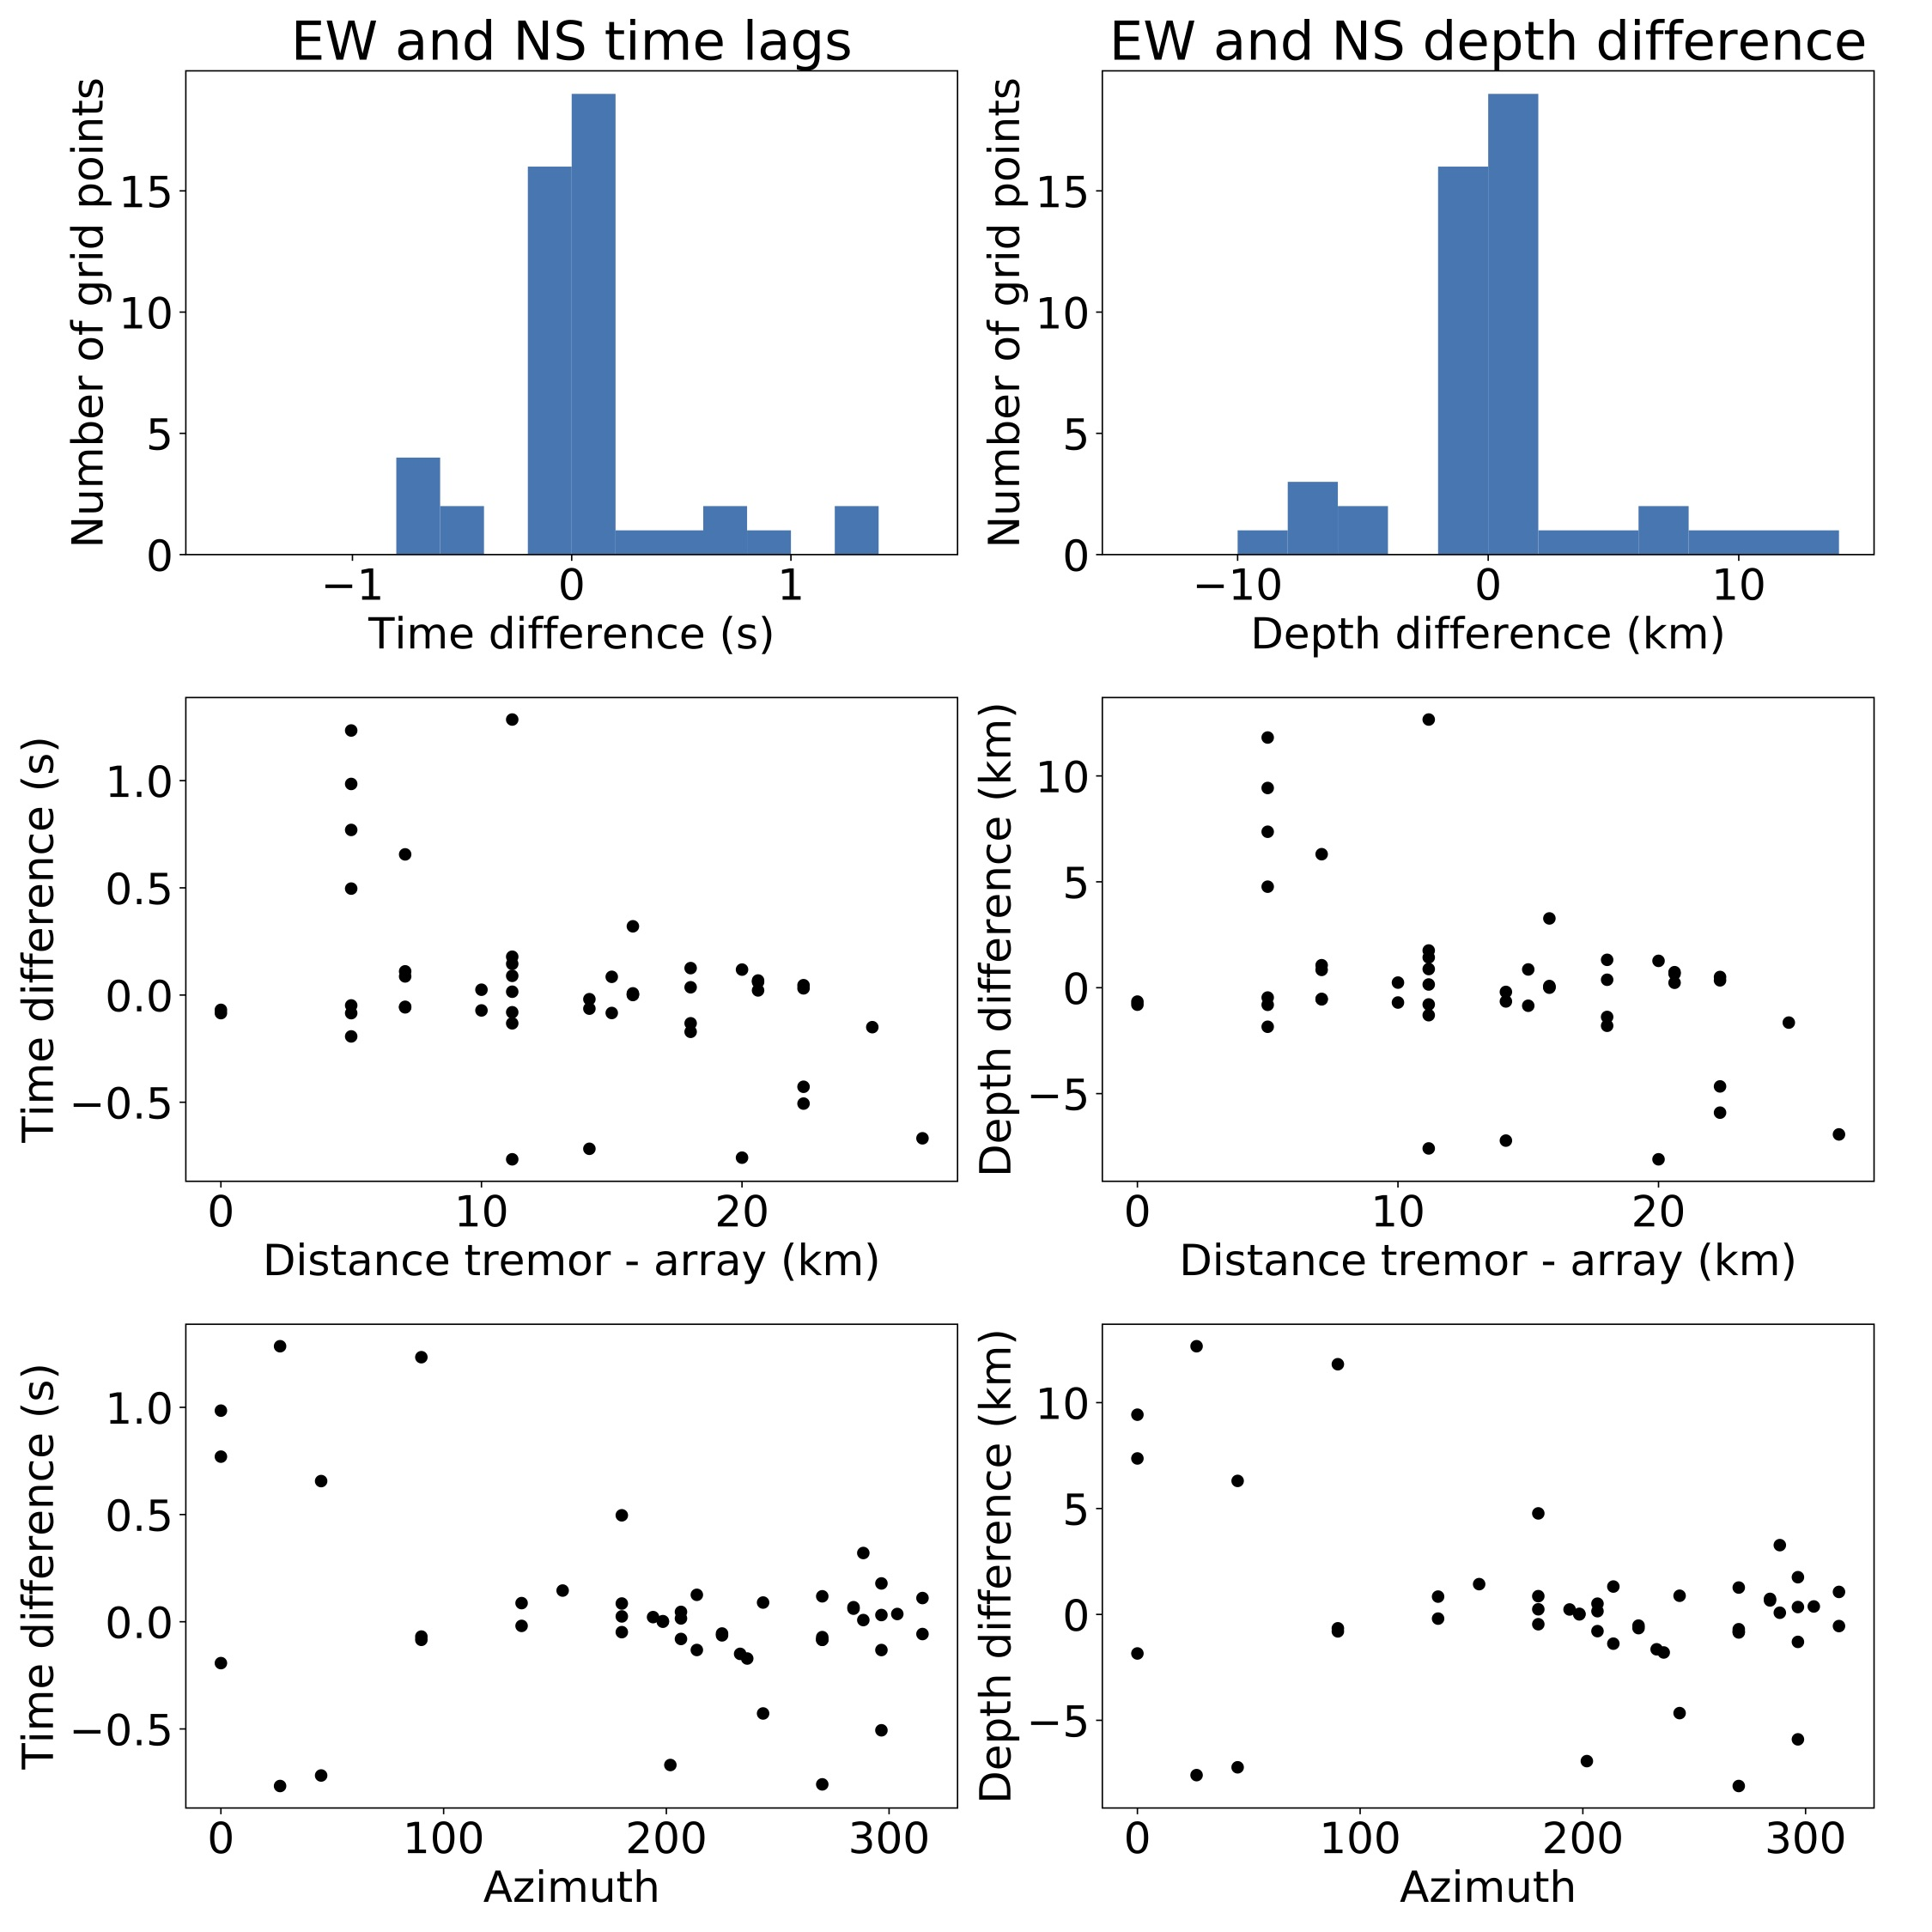 EW and NS time lags
Number of grid points
15
10
5
0
−1 0 1
Time difference (s)
EW and NS depth difference
Number of grid points
15
10
5
0
−10 0 10
Depth difference (km)
Time difference (s)
1.0
0.5
0.0
−0.5
0 10 20
Distance tremor - array (km)
Depth difference (km)
10
5
0
−5
0 10 20
Distance tremor - array (km)
Time difference (s)
1.0
0.5
0.0
−0.5
0 100 200 300
Azimuth
Depth difference (km)
10
5
0
−5
0 100 200 300
Azimuth